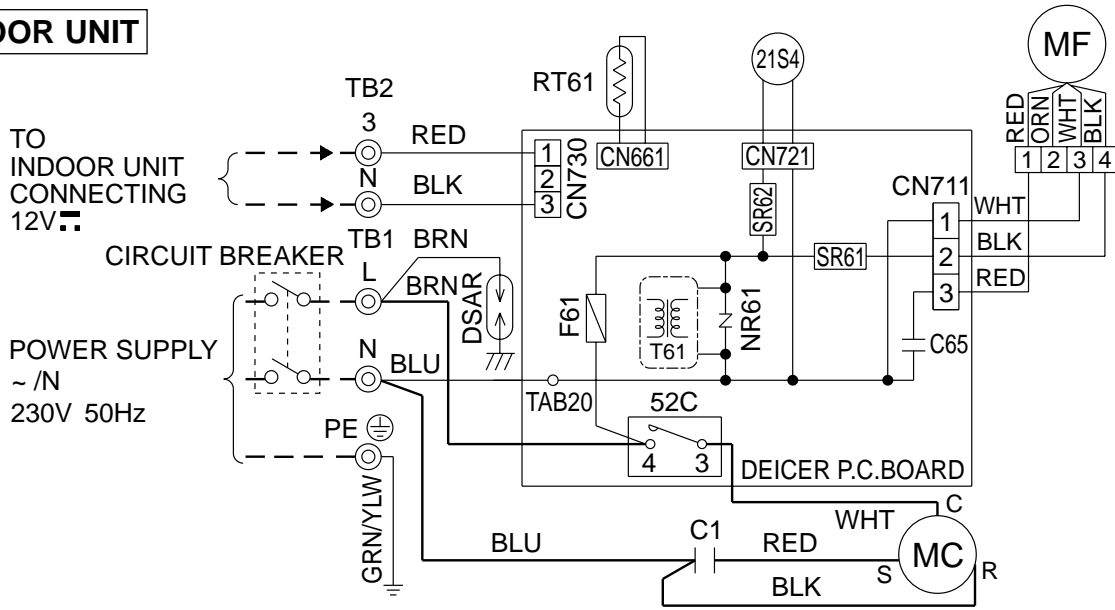 OOR UNIT
MF
21S4
RT61
TB2
TO
INDOOR UNIT
CONNECTING
12V
3
RED
N
BLK
1
2
3
CN730
CN661
CN721
SR62
RED
ORN
WHT
BLK
1 2 3 4
CN711
1
2
3
WHT
BLK
RED
TB1
BRN
CIRCUIT BREAKER
L
BRN
DSAR
F61
T61
NR61
SR61
C65
POWER SUPPLY
~ /N
230V 50Hz
N
BLU
TAB20
52C
4 3
DEICER P.C.BOARD
PE
GRN/YLW
BLU
C1
RED
WHT
C
MC
S
R
BLK